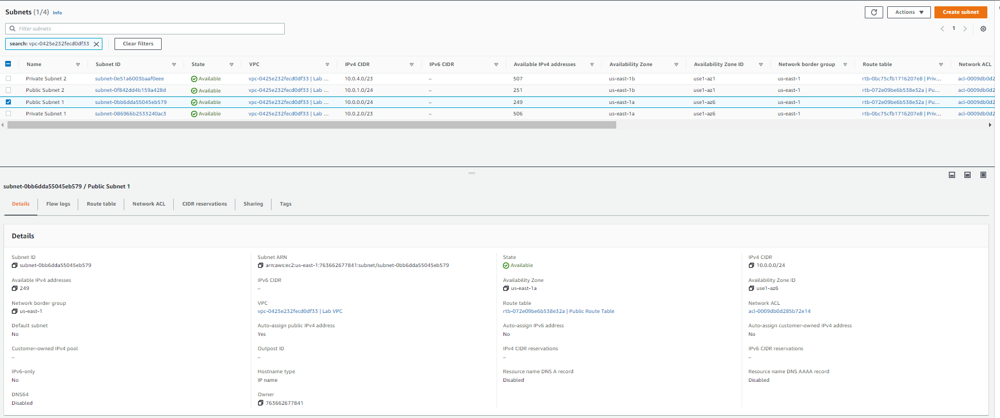 Subnets (1/4) Info
Actions Create subnet
Filter subnets
1
search: vpc-0425e232fecd0df33 Clear filters
Name Subnet ID State VPC IPv4 CIDR IPv6 CIDR Available IPv4 addresses Availability Zone Availability Zone ID Network border group Route table Network ACL
Private Subnet 2 subnet-0e51a6003baaf0eee Available vpc-0425e232fecd0df33 | Lab ... 10.0.4.0/23 – 507 us-east-1b use1-az1 us-east-1 rtb-0bc75cfb1716207e8 | Priv... acl-0009db0d2
Public Subnet 2 subnet-0f842dd4b159a428d Available vpc-0425e232fecd0df33 | Lab ... 10.0.1.0/24 – 251 us-east-1b use1-az1 us-east-1 rtb-072e09be6b538e32a | Pu... acl-0009db0d2
Public Subnet 1 subnet-0bb6dda55045eb579 Available vpc-0425e232fecd0df33 | Lab ... 10.0.0.0/24 – 249 us-east-1a use1-az6 us-east-1 rtb-072e09be6b538e32a | Pu... acl-0009db0d2
Private Subnet 1 subnet-086966b2533240ac3 Available vpc-0425e232fecd0df33 | Lab ... 10.0.2.0/23 – 506 us-east-1a use1-az6 us-east-1 rtb-0bc75cfb1716207e8 | Priv... acl-0009db0d2
subnet-0bb6dda55045eb579 / Public Subnet 1
Details Flow logs Route table Network ACL CIDR reservations Sharing Tags
Details
Subnet ID Subnet ARN State IPv4 CIDR
subnet-0bb6dda55045eb579 arn:aws:ec2:us-east-1:763662677841:subnet/subnet-0bb6dda55045eb579 Available 10.0.0.0/24
Available IPv4 addresses IPv6 CIDR Availability Zone Availability Zone ID
249 – us-east-1a use1-az6
Network border group VPC Route table Network ACL
us-east-1 vpc-0425e232fecd0df33 | Lab VPC rtb-072e09be6b538e32a | Public Route Table acl-0009db0d285b72e14
Default subnet Auto-assign public IPv4 address Auto-assign IPv6 address Auto-assign customer-owned IPv4 address
No Yes No No
Customer-owned IPv4 pool Outpost ID IPv4 CIDR reservations IPv6 CIDR reservations
– – – –
IPv6-only Hostname type Resource name DNS A record Resource name DNS AAAA record
No IP name Disabled Disabled
DNS64 Owner
Disabled 763662677841